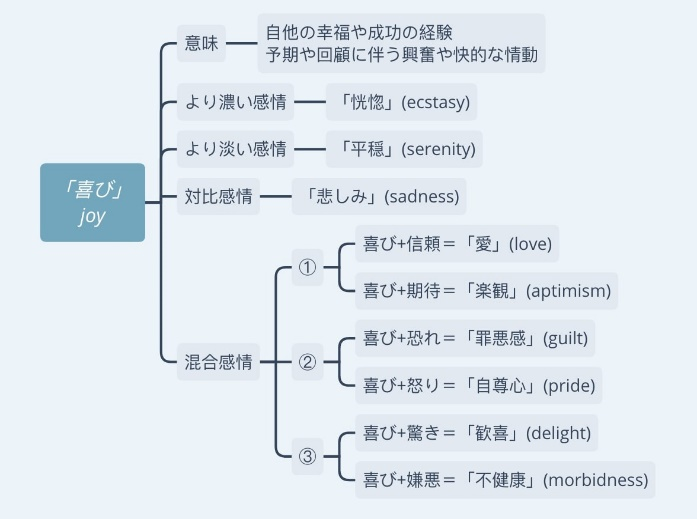 「喜び」
joy
意味
自他の幸福や成功の経験
予期や回顧に伴う興奮や快的な情動
より濃い感情
「恍惚」(ecstasy)
より淡い感情
「平穏」(serenity)
対比感情
「悲しみ」(sadness)
混合感情
①
喜び+信頼＝「愛」(love)
喜び+期待＝「楽観」(aptimism)
②
喜び+恐れ＝「罪悪感」(guilt)
喜び+怒り＝「自尊心」(pride)
③
喜び+驚き＝「歓喜」(delight)
喜び+嫌悪＝「不健康」(morbidness)